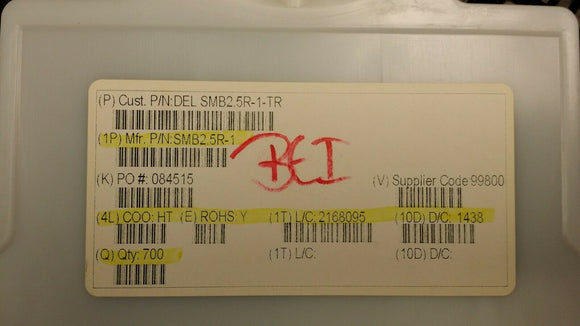 (P) Cust. P/N:DEL SMB2.5R-1-TR
(1P) Mfr. P/N:SMB2.5R-1
BEI
(K) PO #: 084515 (V) Supplier Code 99800
(4L) COO: HT (E) ROHS: Y (1T) L/C: 2168095 (10D) D/C: 1438
(Q) Qty: 700 (1T) L/C: (10D) D/C: